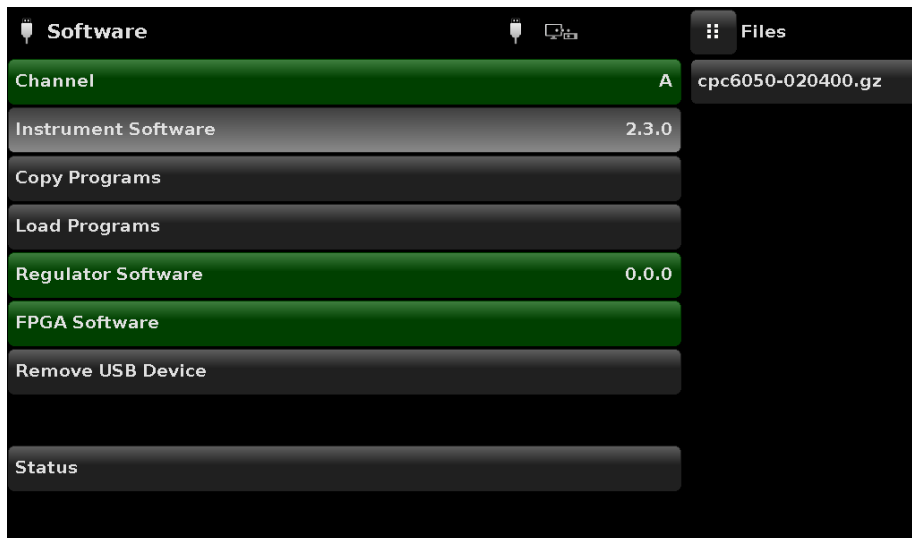 Software
Files
Channel A
cpc6050-020400.gz
Instrument Software 2.3.0
Copy Programs
Load Programs
Regulator Software 0.0.0
FPGA Software
Remove USB Device
Status